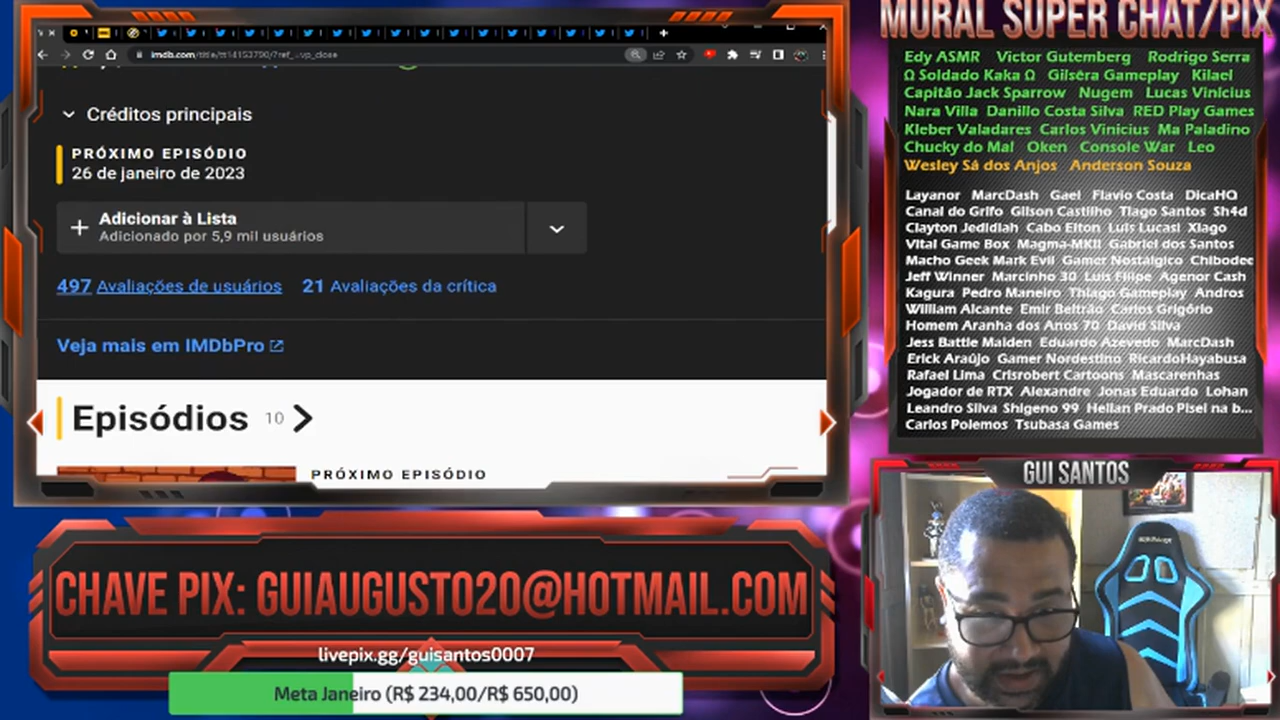 imdb.com/title/tt14153790/?ref_=vp_close
Créditos principais
PRÓXIMO EPISÓDIO
26 de janeiro de 2023
+ Adicionar à Lista
Adicionado por 5,9 mil usuários
497 Avaliações de usuários 21 Avaliações da crítica
Veja mais em IMDbPro
Episódios 10
PRÓXIMO EPISÓDIO
CHAVE PIX: GUIAUGUSTO20@HOTMAIL.COM
livepix.gg/guisantos0007
Meta Janeiro (R$ 234,00/R$ 650,00)
MURAL SUPER CHAT/PIX
Edy ASMR Victor Gutemberg Rodrigo Serra
Ω Soldado Kaka Ω Gilsêra Gameplay Kilael
Capitão Jack Sparrow Nugem Lucas Vinícius
Nara Villa Danillo Costa Silva RED Play Games
Kleber Valadares Carlos Vinicius Ma Paladino
Chucky do Mal Oken Console War Leo
Wesley Sá dos Anjos Anderson Souza
Layanor MarcDash Gael Flavio Costa DicaHQ
Canal do Grifo Gilson Castilho Tiago Santos Sh4d
Clayton Jedidiah Cabo Elton Luis Lucasi Xiago
Vital Game Box Magma-MKII Gabriel dos Santos
Macho Geek Mark Evil Gamer Nostálgico Chibodec
Jeff Winner Marcinho 30 Luis Filipe Agenor Cash
Kagura Pedro Maneiro Thiago Gameplay Andros
William Alcante Emir Beltrão Carlos Grigório
Homem Aranha dos Anos 70 David Silva
Jess Battle Maiden Eduardo Azevedo MarcDash
Erick Araújo Gamer Nordestino RicardoHayabusa
Rafael Lima Crisrobert Cartoons Mascarenhas
Jogador de RTX Alexandre Jonas Eduardo Lohan
Leandro Silva Shigeno 99 Hellan Prado Pisei na b...
Carlos Polemos Tsubasa Games
GUI SANTOS